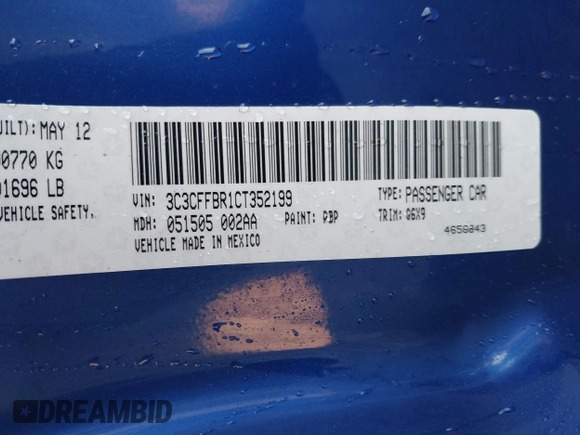 UILT): MAY 12
0770 KG
1696 LB
VEHICLE SAFETY,
VIN: 3C3CFFBR1CT352199
TYPE: PASSENGER CAR
MDH: 051505 002AA
PAINT: PBP
TRIM: Q6X9
VEHICLE MADE IN MEXICO
DREAMBID